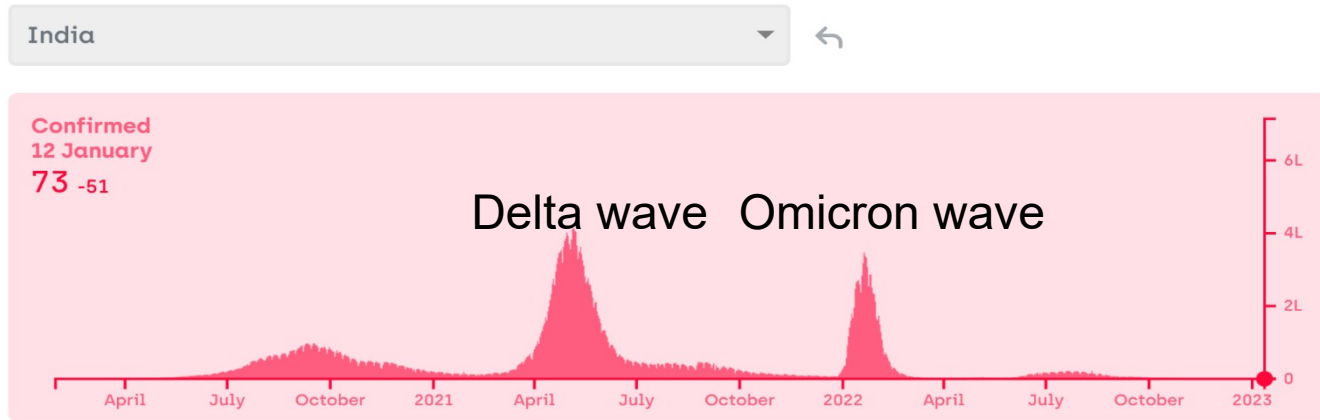 India
Confirmed
12 January
73 -51
Delta wave Omicron wave
6L
4L
2L
0
April July October 2021 April July October 2022 April July October 2023